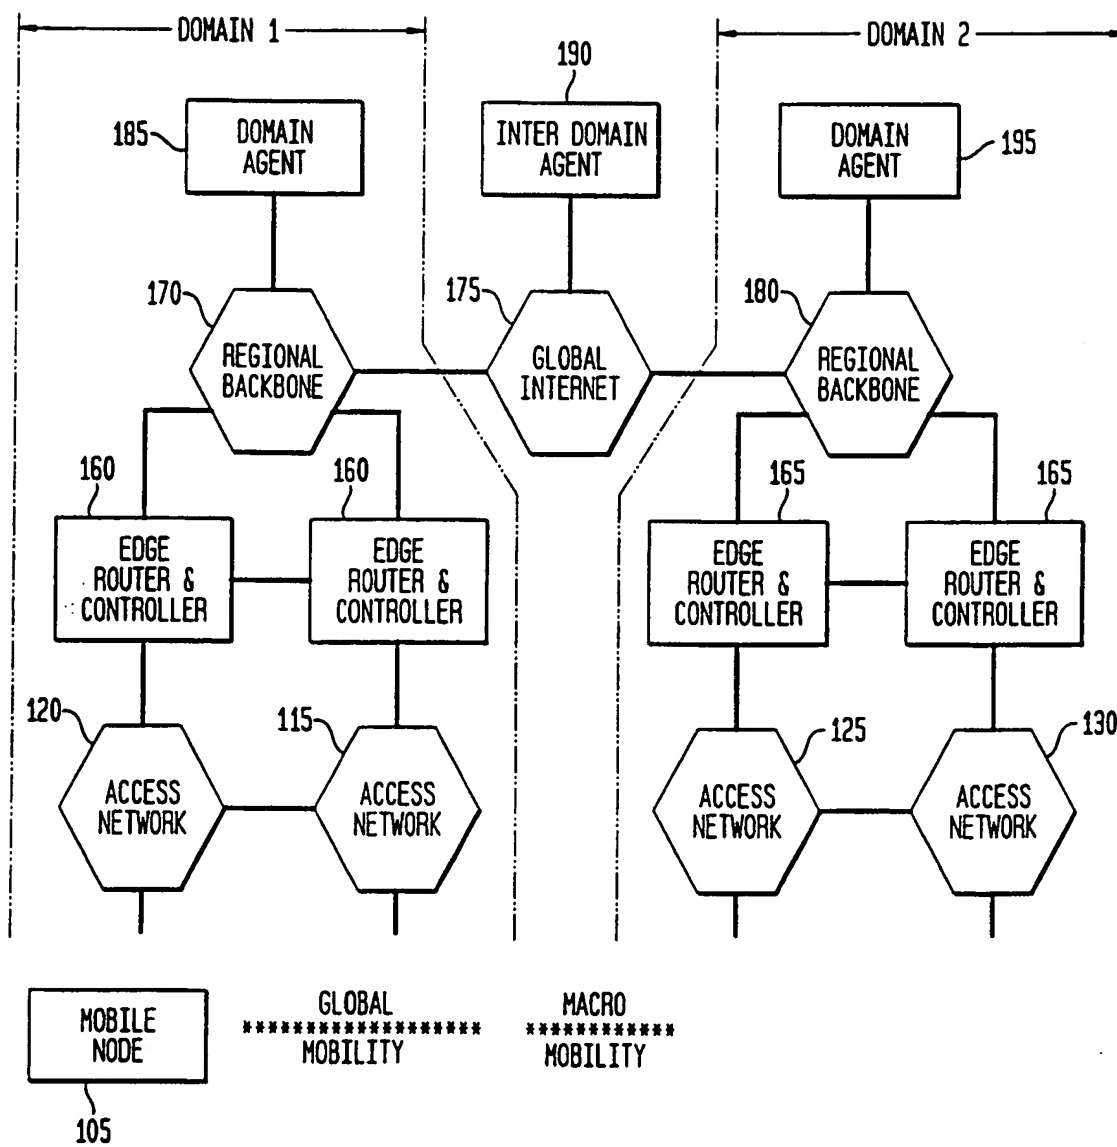 DOMAIN 1
DOMAIN 2
190
185
DOMAIN
AGENT
INTER DOMAIN
AGENT
DOMAIN
AGENT
195
170
175
180
REGIONAL
BACKBONE
GLOBAL
INTERNET
REGIONAL
BACKBONE
160
160
165
165
EDGE
ROUTER &
CONTROLLER
EDGE
ROUTER &
CONTROLLER
EDGE
ROUTER &
CONTROLLER
EDGE
ROUTER &
CONTROLLER
120
115
125
130
ACCESS
NETWORK
ACCESS
NETWORK
ACCESS
NETWORK
ACCESS
NETWORK
MOBILE
NODE
105
GLOBAL
*******************
MOBILITY
MACRO
************
MOBILITY